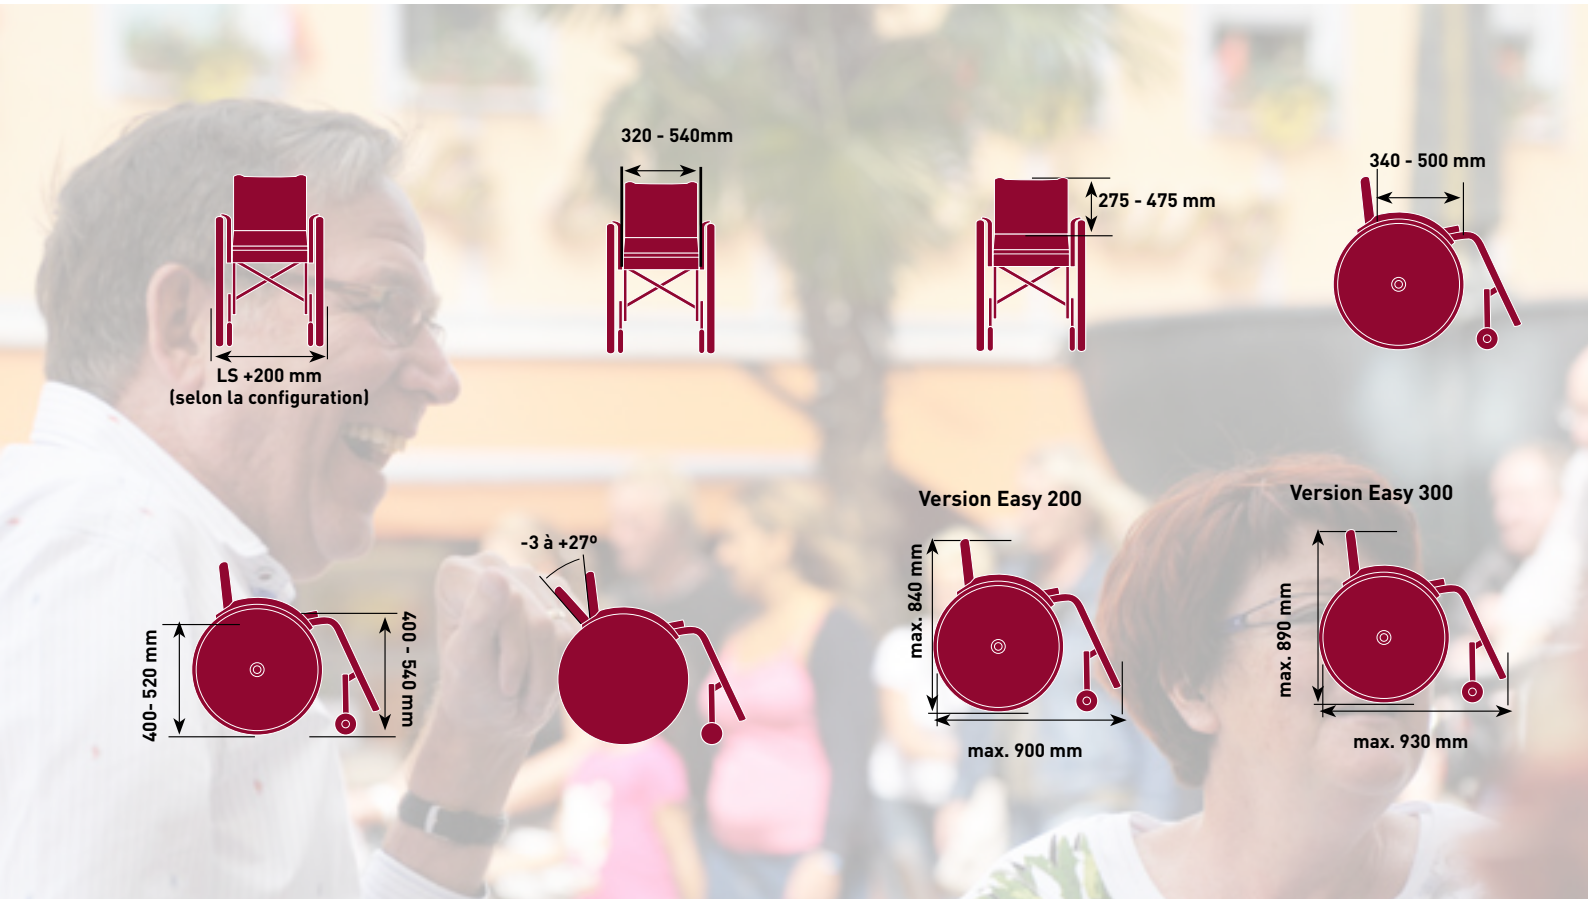 320 - 540mm
340 - 500 mm
275 - 475 mm
LS +200 mm
(selon la configuration)
Version Easy 200
Version Easy 300
-3 à +27º
400- 520 mm
400 - 540 mm
max. 840 mm
max. 900 mm
max. 890 mm
max. 930 mm